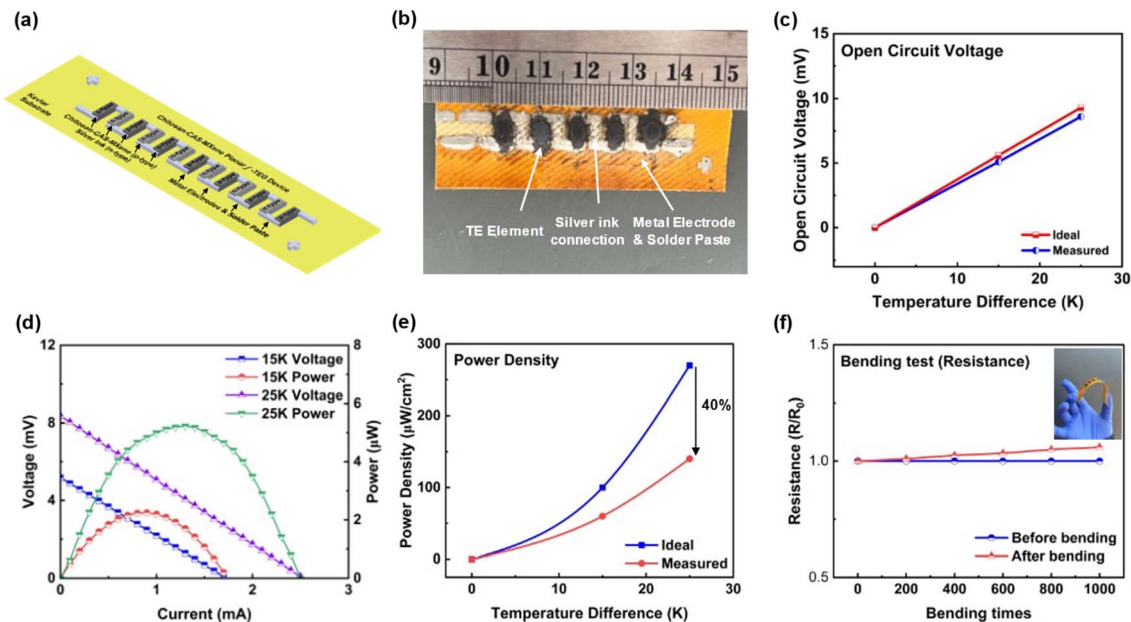 (a)
Kevlar
Substrate
Chitosan-CAS-MXene (p-type)
Silver ink (n-type)
Chitosan-CAS-MXene Planar f-TEG Device
Metal Electrodes & Solder Paste
(b)
9 10 11 12 13 14 15
TE Element
Silver ink
connection
Metal Electrode
& Solder Paste
(c)
Open Circuit Voltage
Open Circuit Voltage (mV)
15
10
5
0
Ideal
Measured
0 10 20 30
Temperature Difference (K)
(d)
Voltage (mV)
12
8
4
0
15K Voltage
15K Power
25K Voltage
25K Power
8
6
4
2
0
Power (μW)
0 1 2 3
Current (mA)
(e)
Power Density
Power Density (μW/cm²)
300
200
100
0
40%
Ideal
Measured
0 10 20 30
Temperature Difference (K)
(f)
Bending test (Resistance)
Resistance (R/R₀)
1.5
1.0
0.5
Before bending
After bending
0 200 400 600 800 1000
Bending times